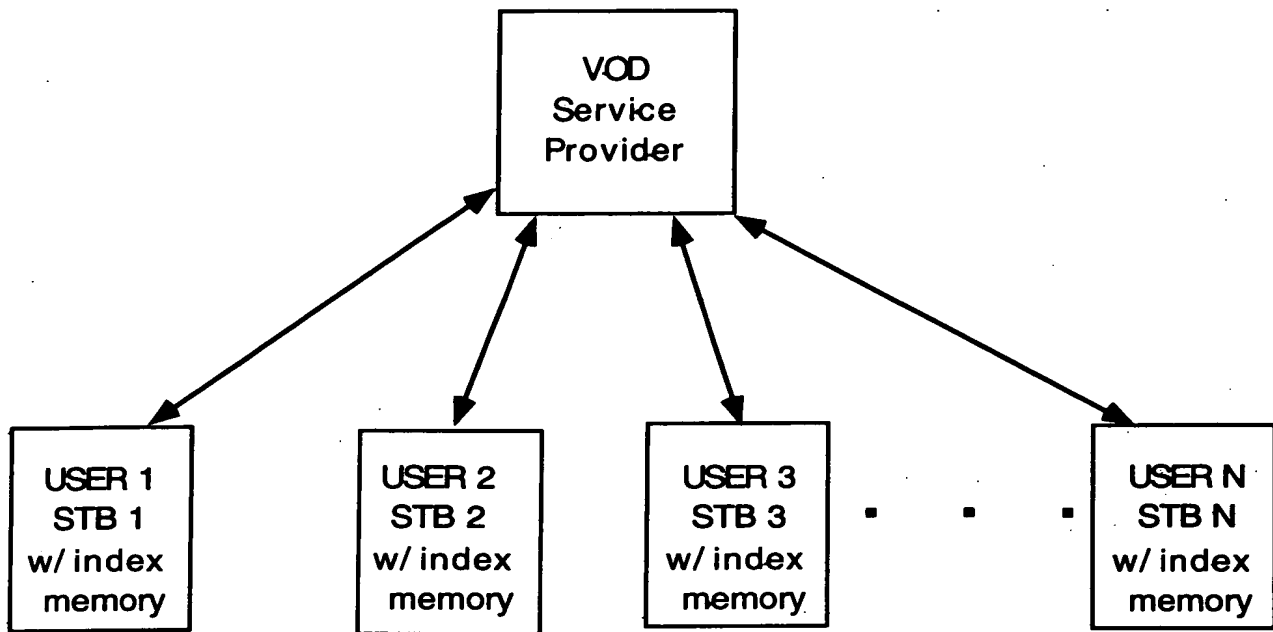 VOD
Service
Provider
USER 1
STB 1
w/ index
memory
USER 2
STB 2
w/ index
memory
USER 3
STB 3
w/ index
memory
USER N
STB N
w/ index
memory